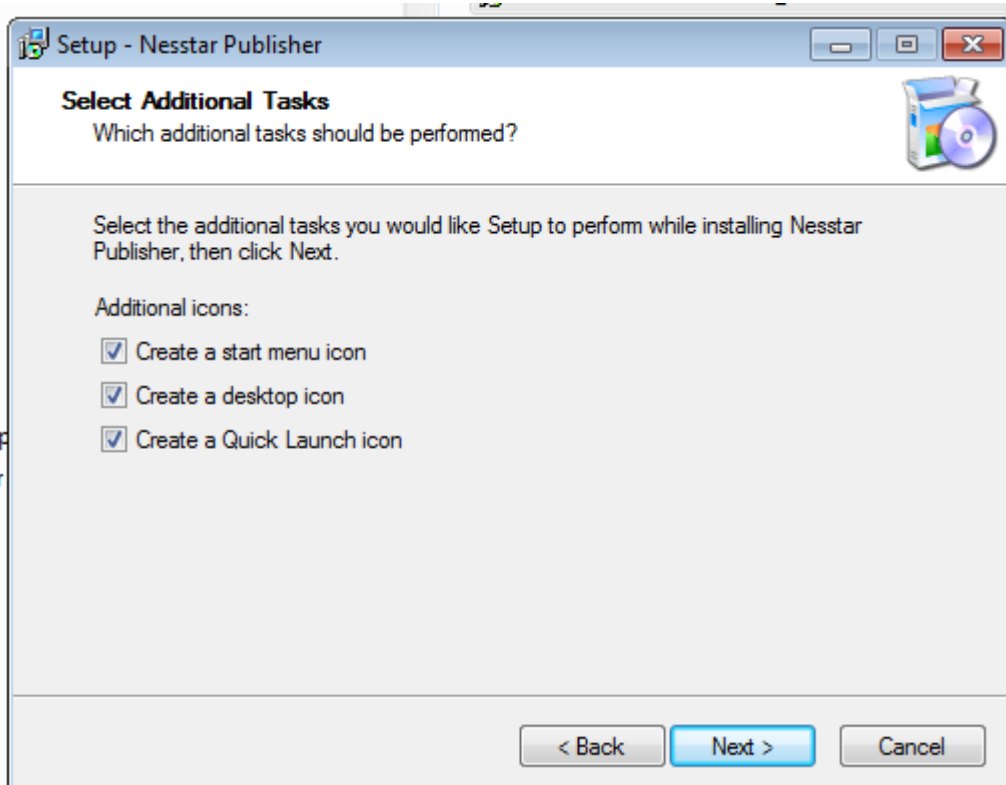 Setup - Nesstar Publisher
Select Additional Tasks
Which additional tasks should be performed?
Select the additional tasks you would like Setup to perform while installing Nesstar
Publisher, then click Next.
Additional icons:
Create a start menu icon
Create a desktop icon
Create a Quick Launch icon
< Back
Next >
Cancel